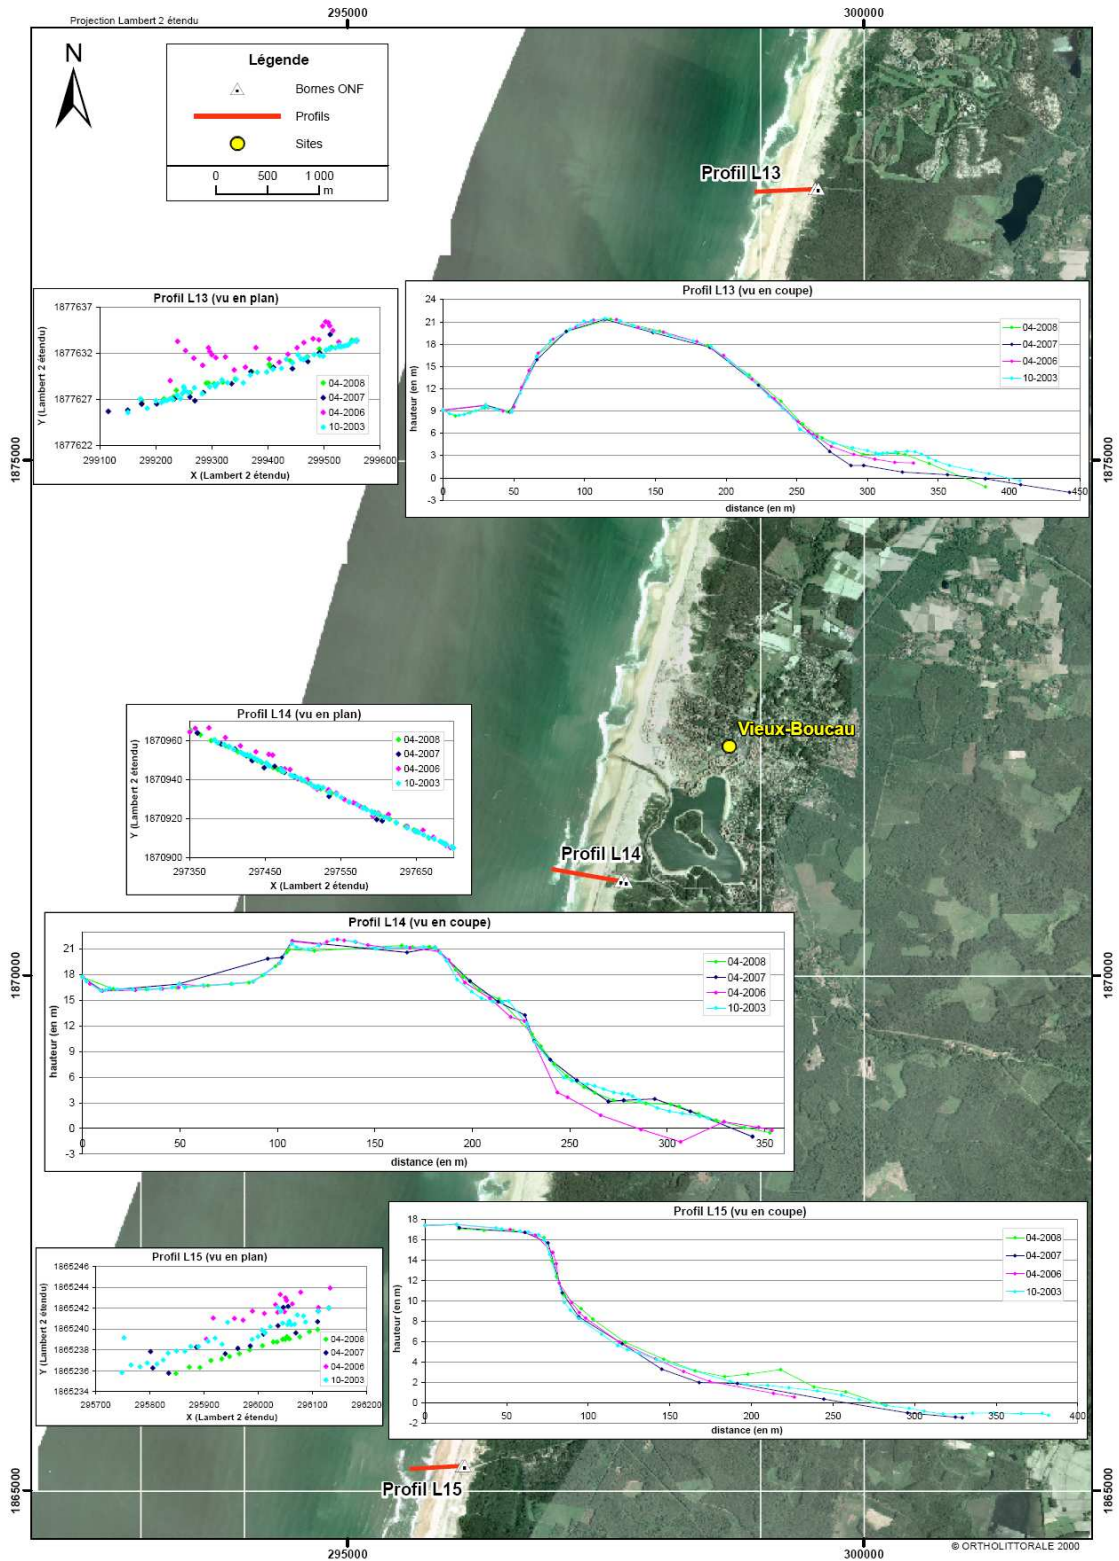 Projection Lambert 2 étendu
295000
300000
N
Légende
Bornes ONF
Profils
Sites
0 500 1 000
m
Profil L13
Profil L13 (vu en plan)
1877637
1877632
1877627
1877622
299100 299200 299300 299400 299500 299600
Y (Lambert 2 étendu)
X (Lambert 2 étendu)
04-2008
04-2007
04-2006
10-2003
Profil L13 (vu en coupe)
24
21
18
15
12
9
6
3
0
-3
0 50 100 150 200 250 300 350 400 450
hauteur (en m)
distance (en m)
04-2008
04-2007
04-2006
10-2003
1875000
1875000
Vieux-Boucau
Profil L14 (vu en plan)
1870960
1870940
1870920
1870900
297350 297450 297550 297650
Y (Lambert 2 étendu)
X (Lambert 2 étendu)
04-2008
04-2007
04-2006
10-2003
Profil L14
Profil L14 (vu en coupe)
21
18
15
12
9
6
3
0
-3
0 50 100 150 200 250 300 350
hauteur (en m)
distance (en m)
04-2008
04-2007
04-2006
10-2003
1870000
1870000
Profil L15 (vu en coupe)
18
16
14
12
10
8
6
4
2
0
-2
0 50 100 150 200 250 300 350 400
hauteur (en m)
distance (en m)
04-2008
04-2007
04-2006
10-2003
Profil L15 (vu en plan)
1865246
1865244
1865242
1865240
1865238
1865236
1865234
295700 295800 295900 296000 296100 296200
Y (Lambert 2 étendu)
X (Lambert 2 étendu)
04-2008
04-2007
04-2006
10-2003
Profil L15
1865000
1865000
295000
300000
© ORTHOLITTORALE 2000